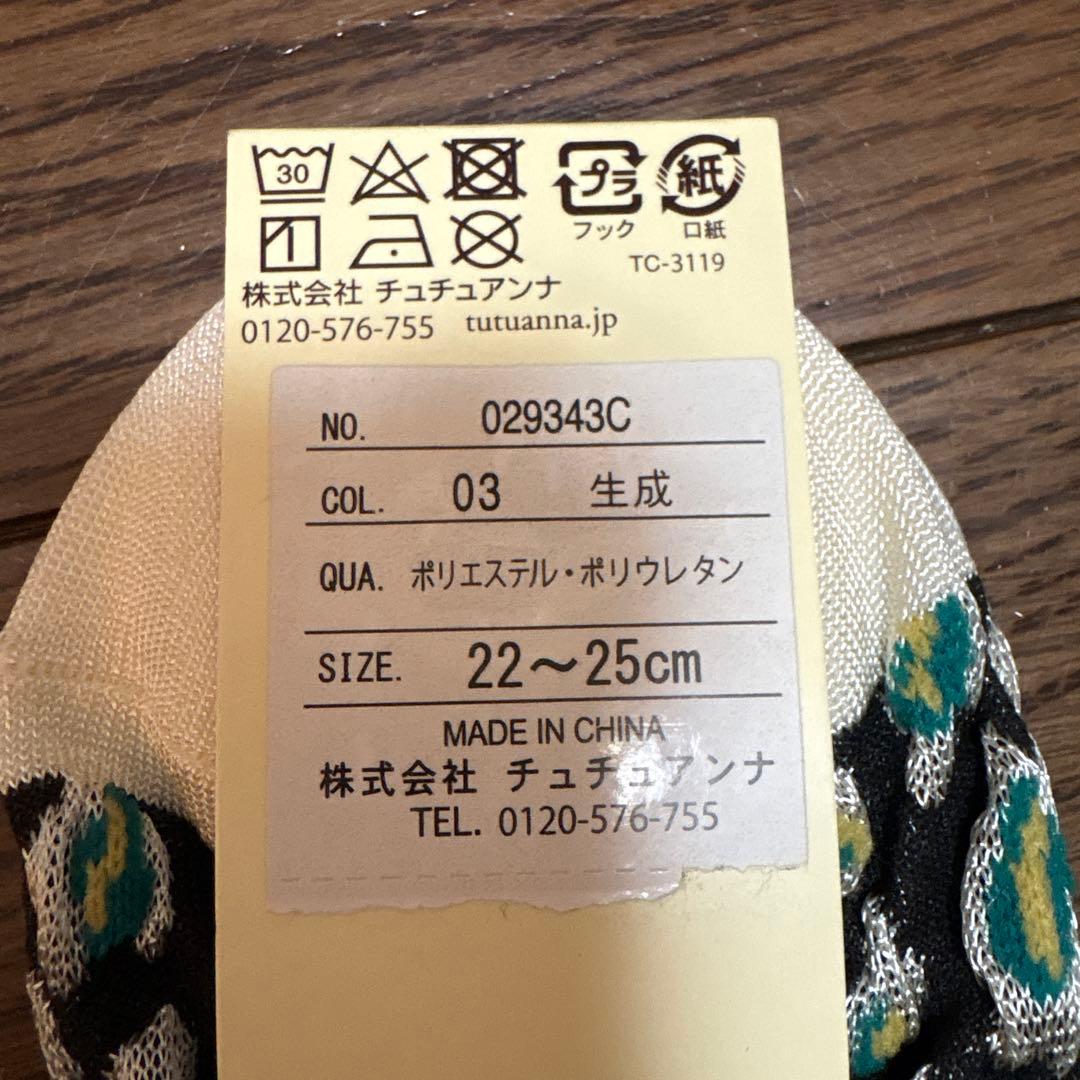 30
プラ 紙
フック 口紙
TC-3119
株式会社 チュチュアンナ
0120-576-755 tutuanna.jp
NO. 029343C
COL. 03 生成
QUA. ポリエステル・ポリウレタン
SIZE. 22～25cm
MADE IN CHINA
株式会社 チュチュアンナ
TEL. 0120-576-755